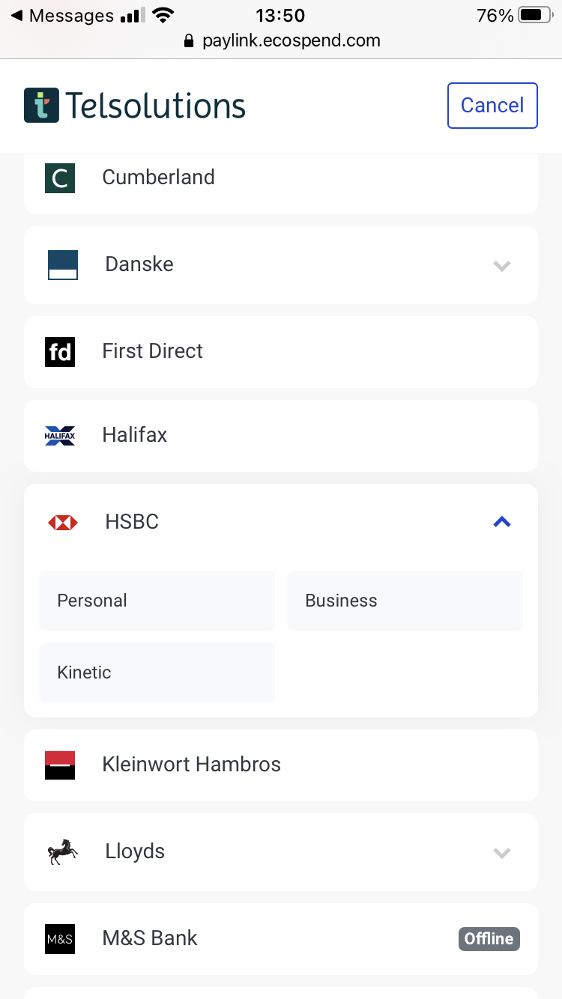 Messages 13:50 76%
paylink.ecospend.com
Telsolutions Cancel
C Cumberland
Danske
fd First Direct
HALIFAX Halifax
HSBC
Personal Business
Kinetic
Kleinwort Hambros
Lloyds
M&S M&S Bank Offline